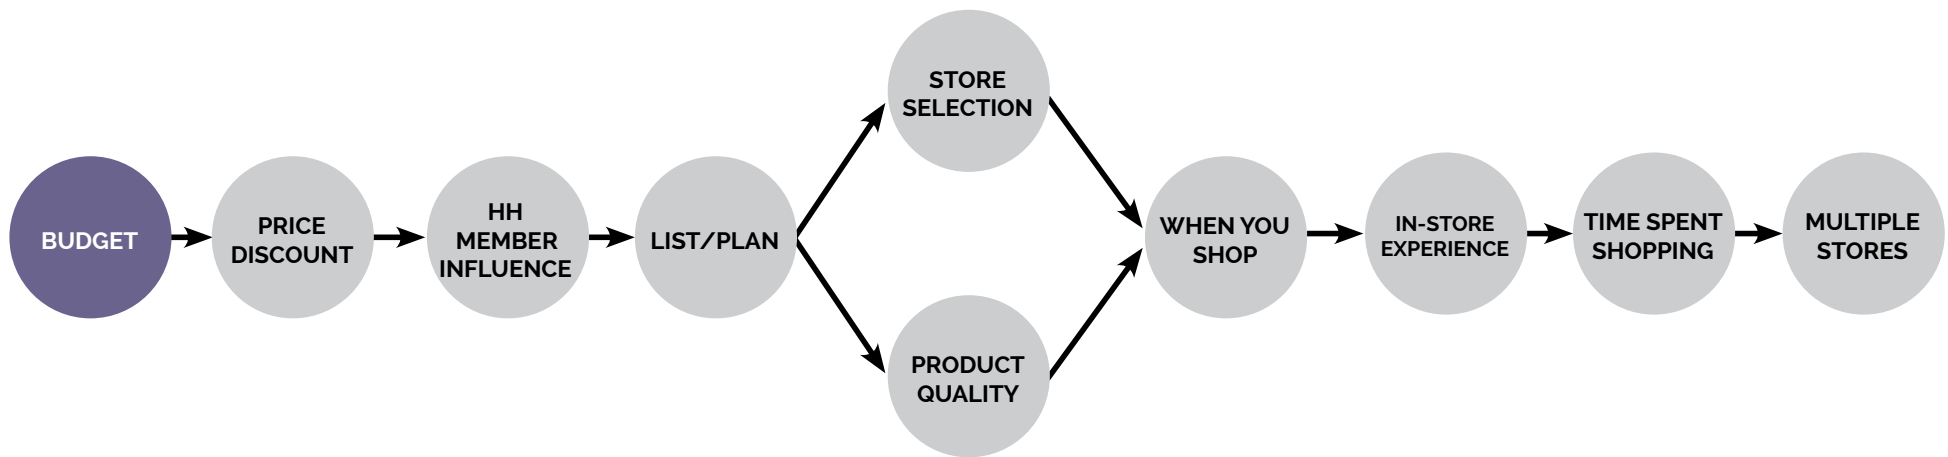 BUDGET
PRICE
DISCOUNT
HH
MEMBER
INFLUENCE
LIST/PLAN
STORE
SELECTION
PRODUCT
QUALITY
WHEN YOU
SHOP
IN-STORE
EXPERIENCE
TIME SPENT
SHOPPING
MULTIPLE
STORES